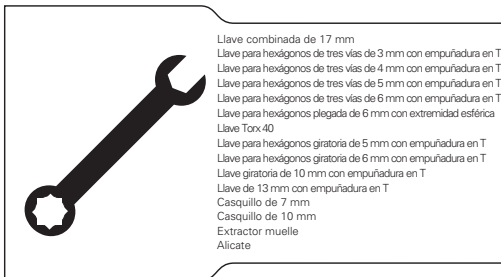 Llave combinada de 17 mm
Llave para hexágonos de tres vías de 3 mm con empuñadura en T
Llave para hexágonos de tres vías de 4 mm con empuñadura en T
Llave para hexágonos de tres vías de 5 mm con empuñadura en T
Llave para hexágonos de tres vías de 6 mm con empuñadura en T
Llave para hexágonos plegada de 6 mm con extremidad esférica
Llave Torx 40
Llave para hexágonos giratoria de 5 mm con empuñadura en T
Llave para hexágonos giratoria de 6 mm con empuñadura en T
Llave giratoria de 10 mm con empuñadura en T
Llave de 13 mm con empuñadura en T
Casquillo de 7 mm
Casquillo de 10 mm
Extractor muelle
Alicate